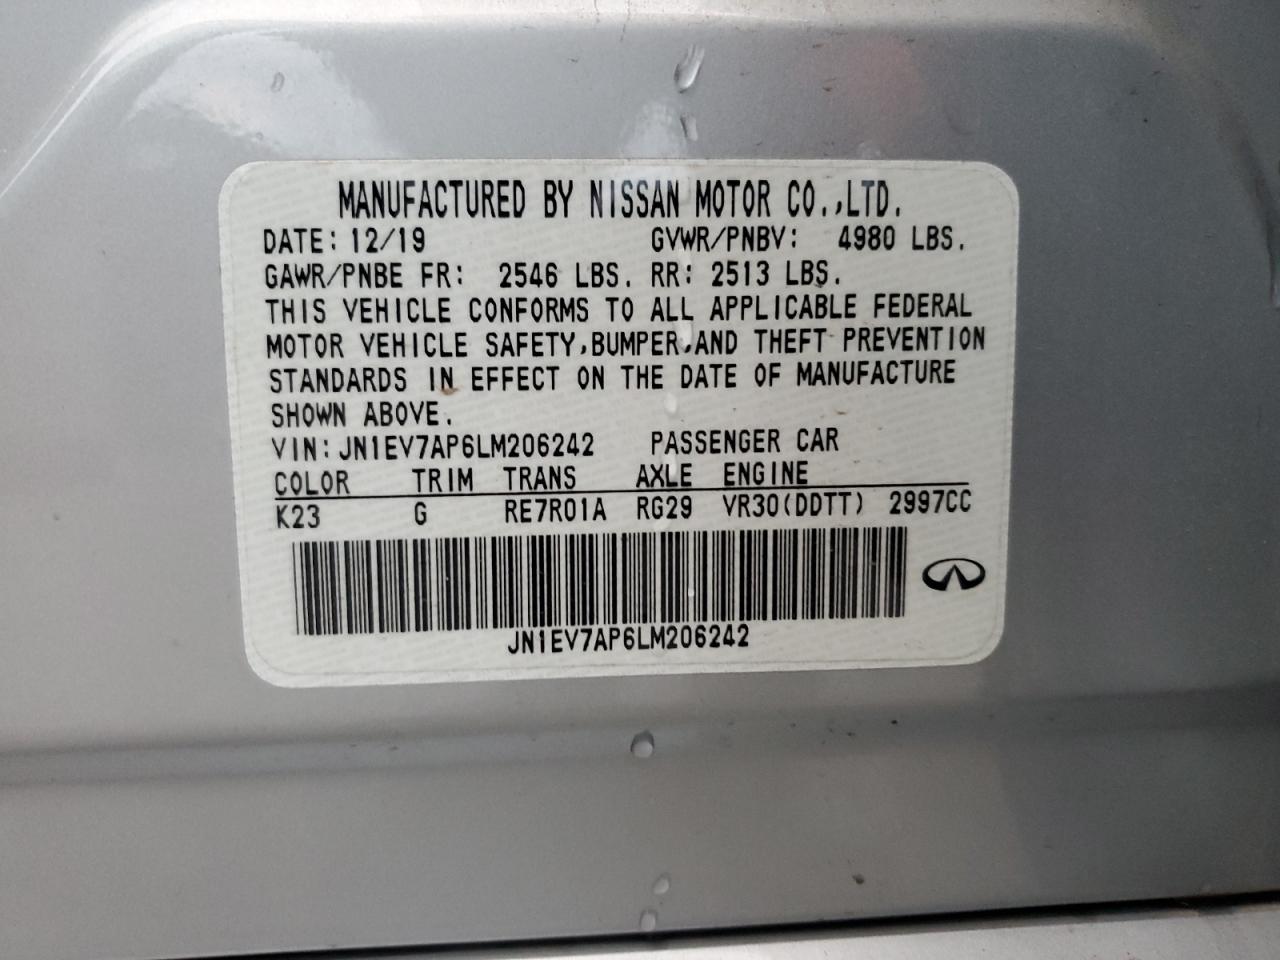 MANUFACTURED BY NISSAN MOTOR CO.,LTD.
DATE: 12/19 GVWR/PNBV: 4980 LBS.
GAWR/PNBE FR: 2546 LBS. RR: 2513 LBS.
THIS VEHICLE CONFORMS TO ALL APPLICABLE FEDERAL
MOTOR VEHICLE SAFETY,BUMPER,AND THEFT PREVENTION
STANDARDS IN EFFECT ON THE DATE OF MANUFACTURE
SHOWN ABOVE.
VIN: JN1EV7AP6LM206242 PASSENGER CAR
COLOR TRIM TRANS AXLE ENGINE
K23 G RE7R01A RG29 VR30(DDTT) 2997CC
JN1EV7AP6LM206242